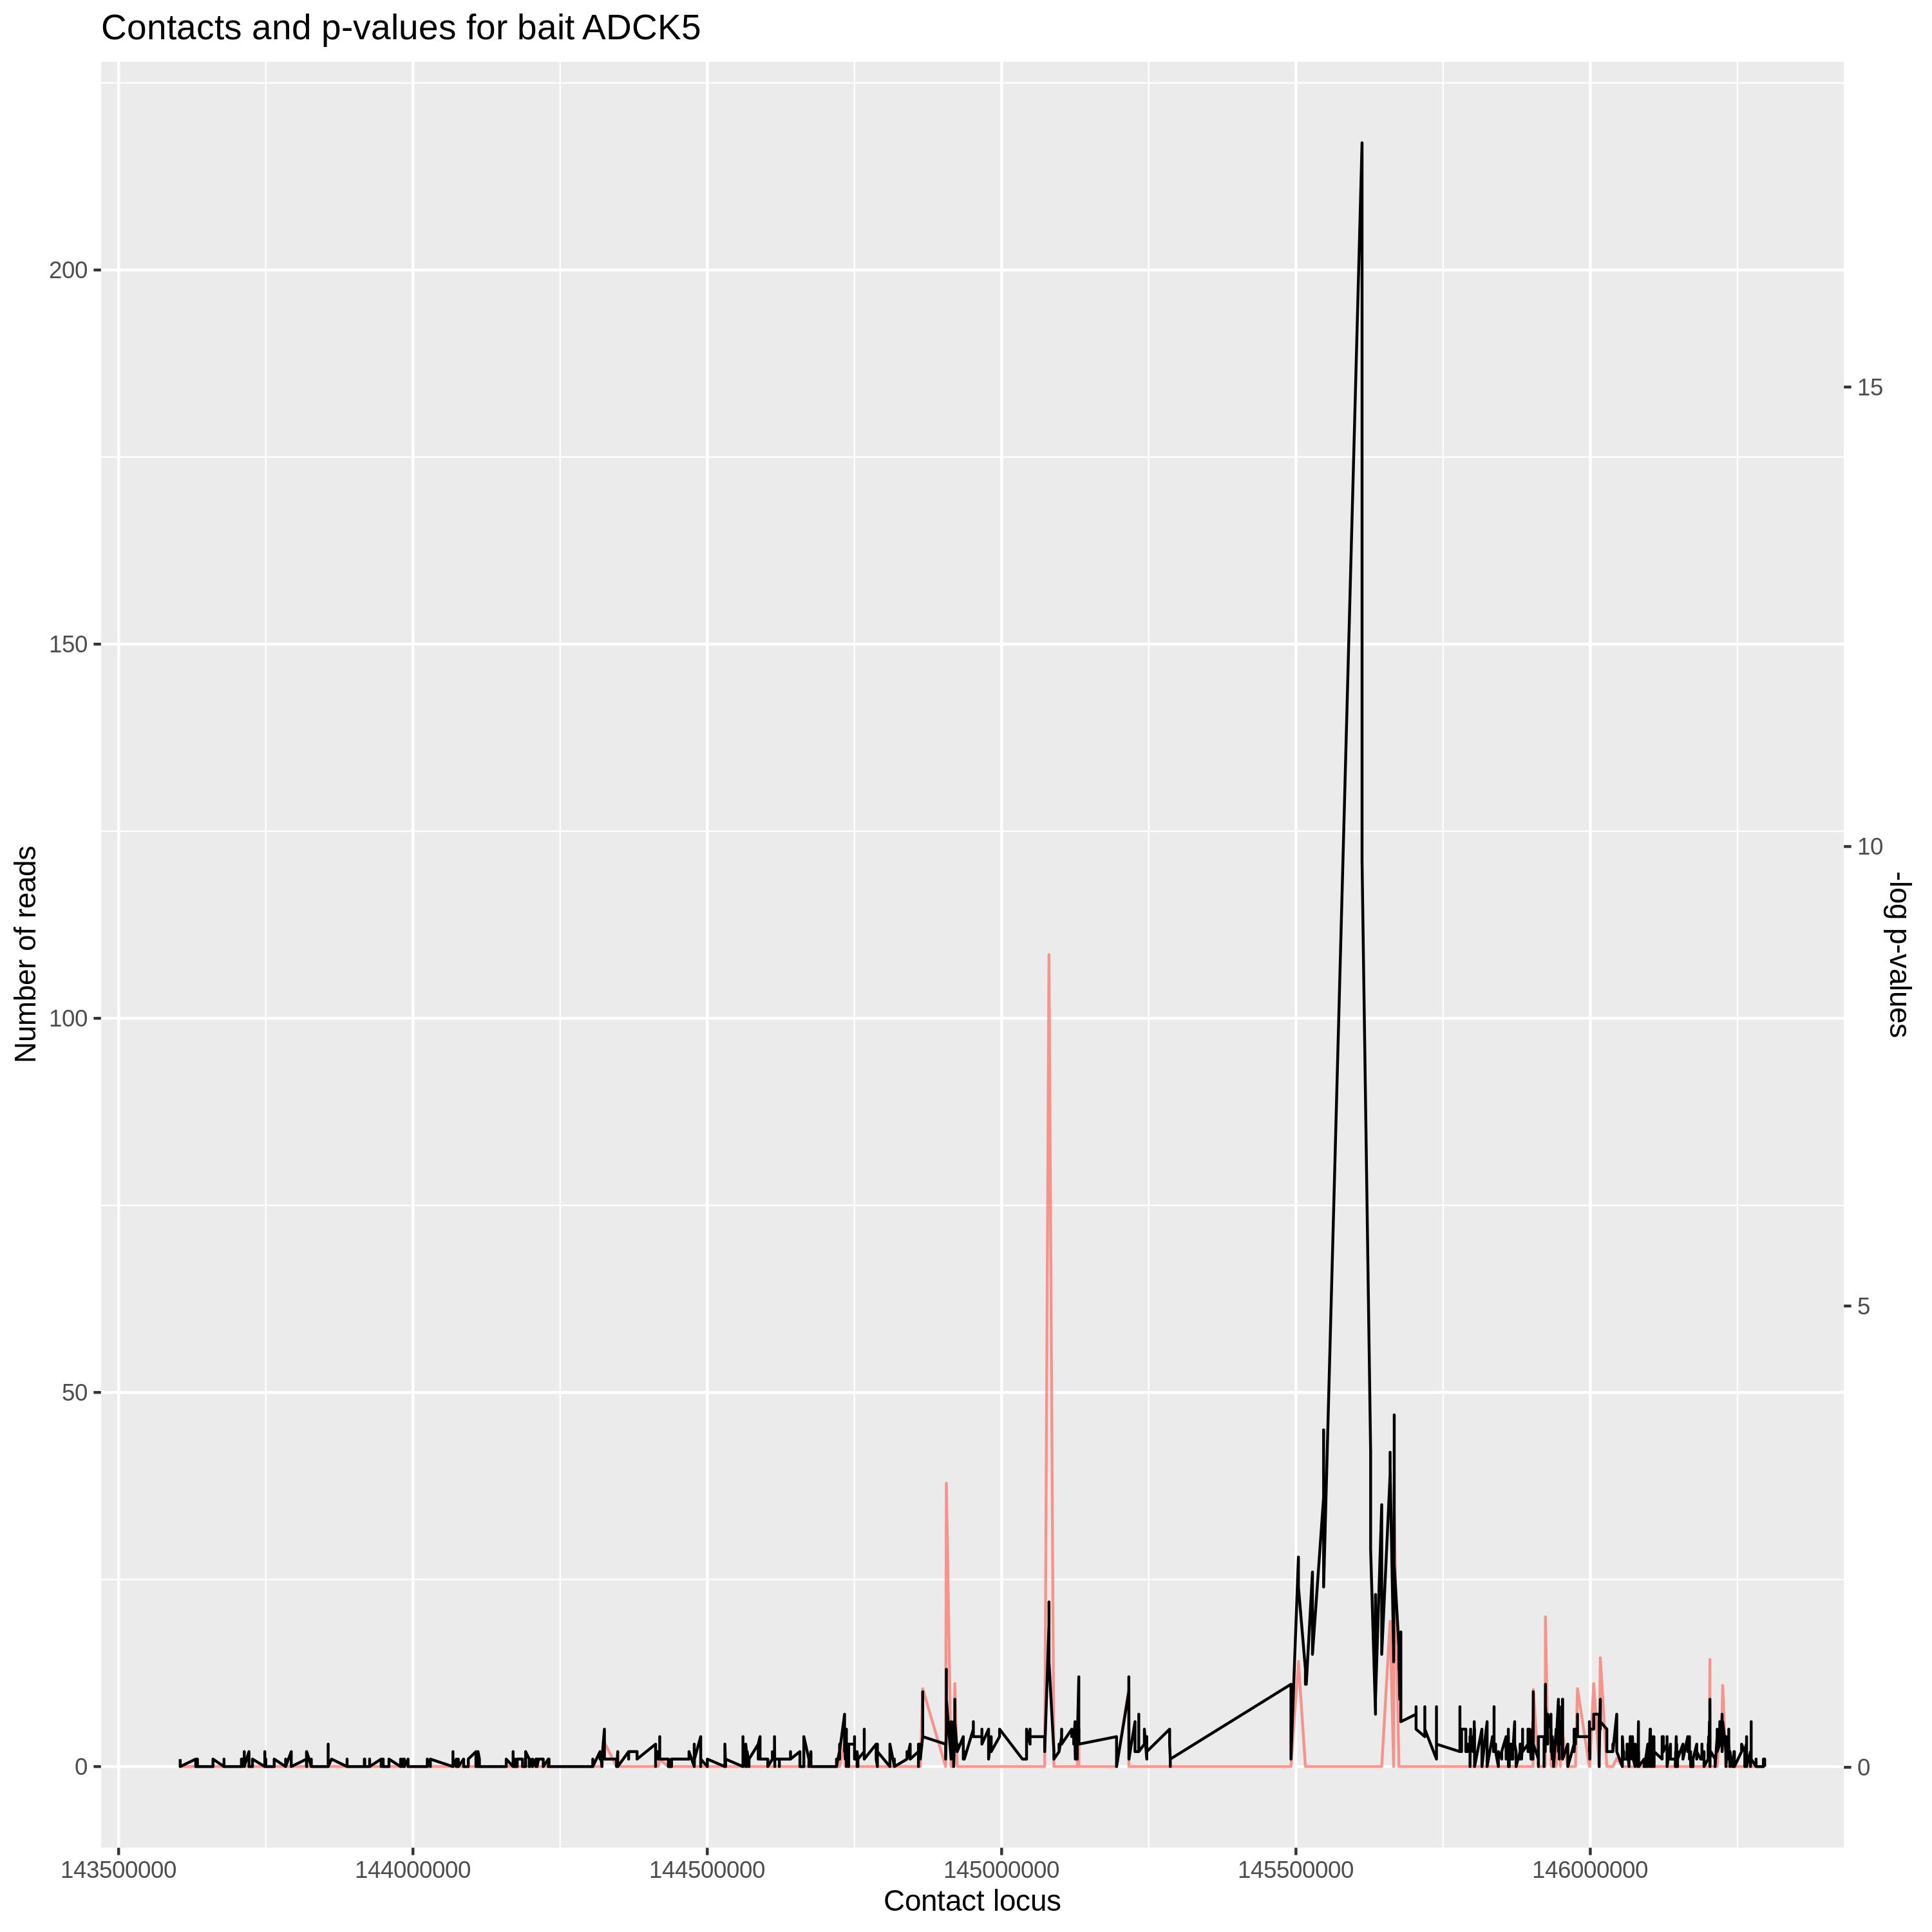 Contacts and p-values for bait ADCK5
Number of reads
200
150
100
50
0
15
10
5
0
-log p-values
143500000 144000000 144500000 145000000 145500000 146000000
Contact locus